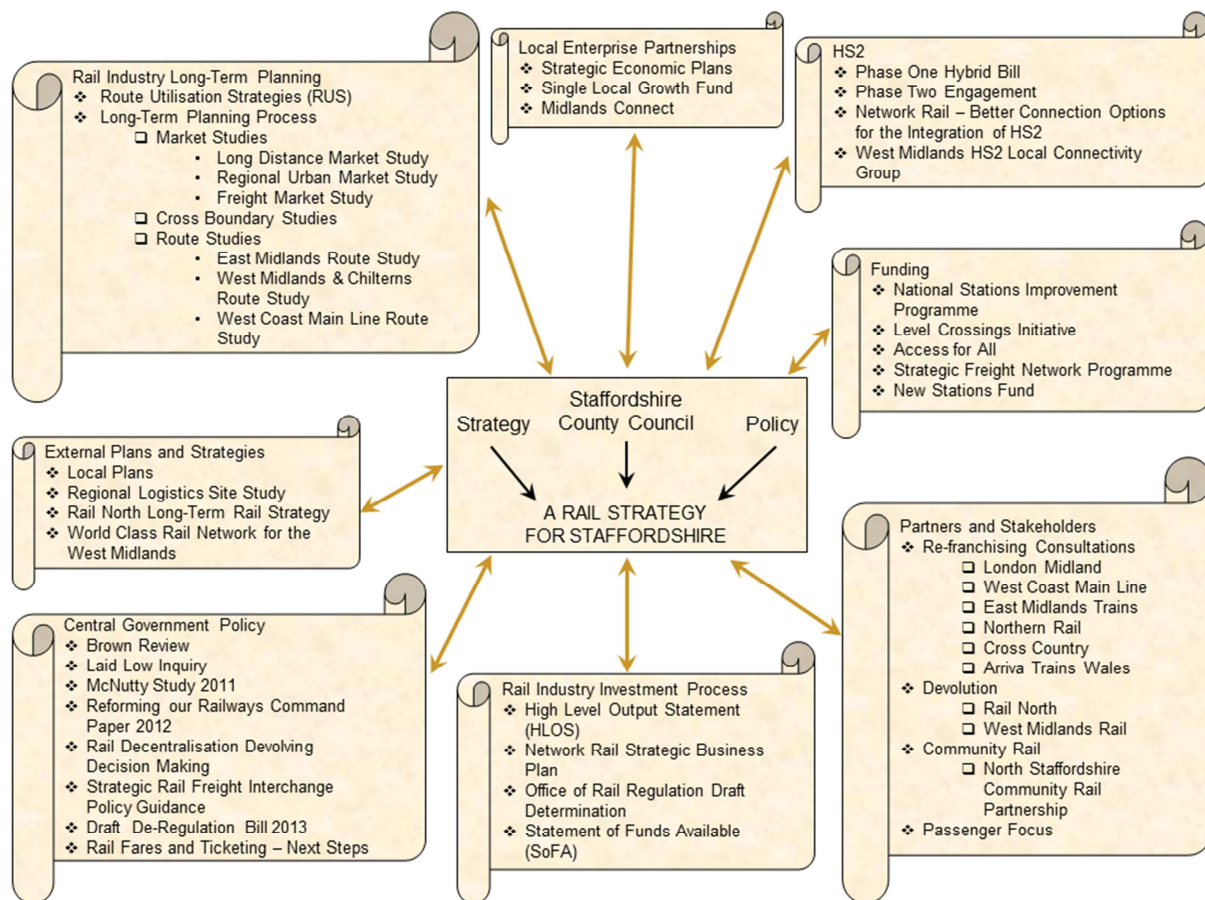 Rail Industry Long-Term Planning
❖ Route Utilisation Strategies (RUS)
❖ Long-Term Planning Process
❑ Market Studies
• Long Distance Market Study
• Regional Urban Market Study
• Freight Market Study
❑ Cross Boundary Studies
❑ Route Studies
• East Midlands Route Study
• West Midlands & Chilterns
Route Study
• West Coast Main Line Route
Study
Local Enterprise Partnerships
❖ Strategic Economic Plans
❖ Single Local Growth Fund
❖ Midlands Connect
HS2
❖ Phase One Hybrid Bill
❖ Phase Two Engagement
❖ Network Rail – Better Connection Options
for the Integration of HS2
❖ West Midlands HS2 Local Connectivity
Group
Funding
❖ National Stations Improvement
Programme
❖ Level Crossings Initiative
❖ Access for All
❖ Strategic Freight Network Programme
❖ New Stations Fund
Staffordshire
County Council
Strategy
Policy
A RAIL STRATEGY
FOR STAFFORDSHIRE
External Plans and Strategies
❖ Local Plans
❖ Regional Logistics Site Study
❖ Rail North Long-Term Rail Strategy
❖ World Class Rail Network for the
West Midlands
Central Government Policy
❖ Brown Review
❖ Laid Low Inquiry
❖ McNutty Study 2011
❖ Reforming our Railways Command
Paper 2012
❖ Rail Decentralisation Devolving
Decision Making
❖ Strategic Rail Freight Interchange
Policy Guidance
❖ Draft De-Regulation Bill 2013
❖ Rail Fares and Ticketing – Next Steps
Rail Industry Investment Process
❖ High Level Output Statement
(HLOS)
❖ Network Rail Strategic Business
Plan
❖ Office of Rail Regulation Draft
Determination
❖ Statement of Funds Available
(SoFA)
Partners and Stakeholders
❖ Re-franchising Consultations
❑ London Midland
❑ West Coast Main Line
❑ East Midlands Trains
❑ Northern Rail
❑ Cross Country
❑ Arriva Trains Wales
❖ Devolution
❑ Rail North
❑ West Midlands Rail
❖ Community Rail
❑ North Staffordshire
Community Rail
Partnership
❖ Passenger Focus